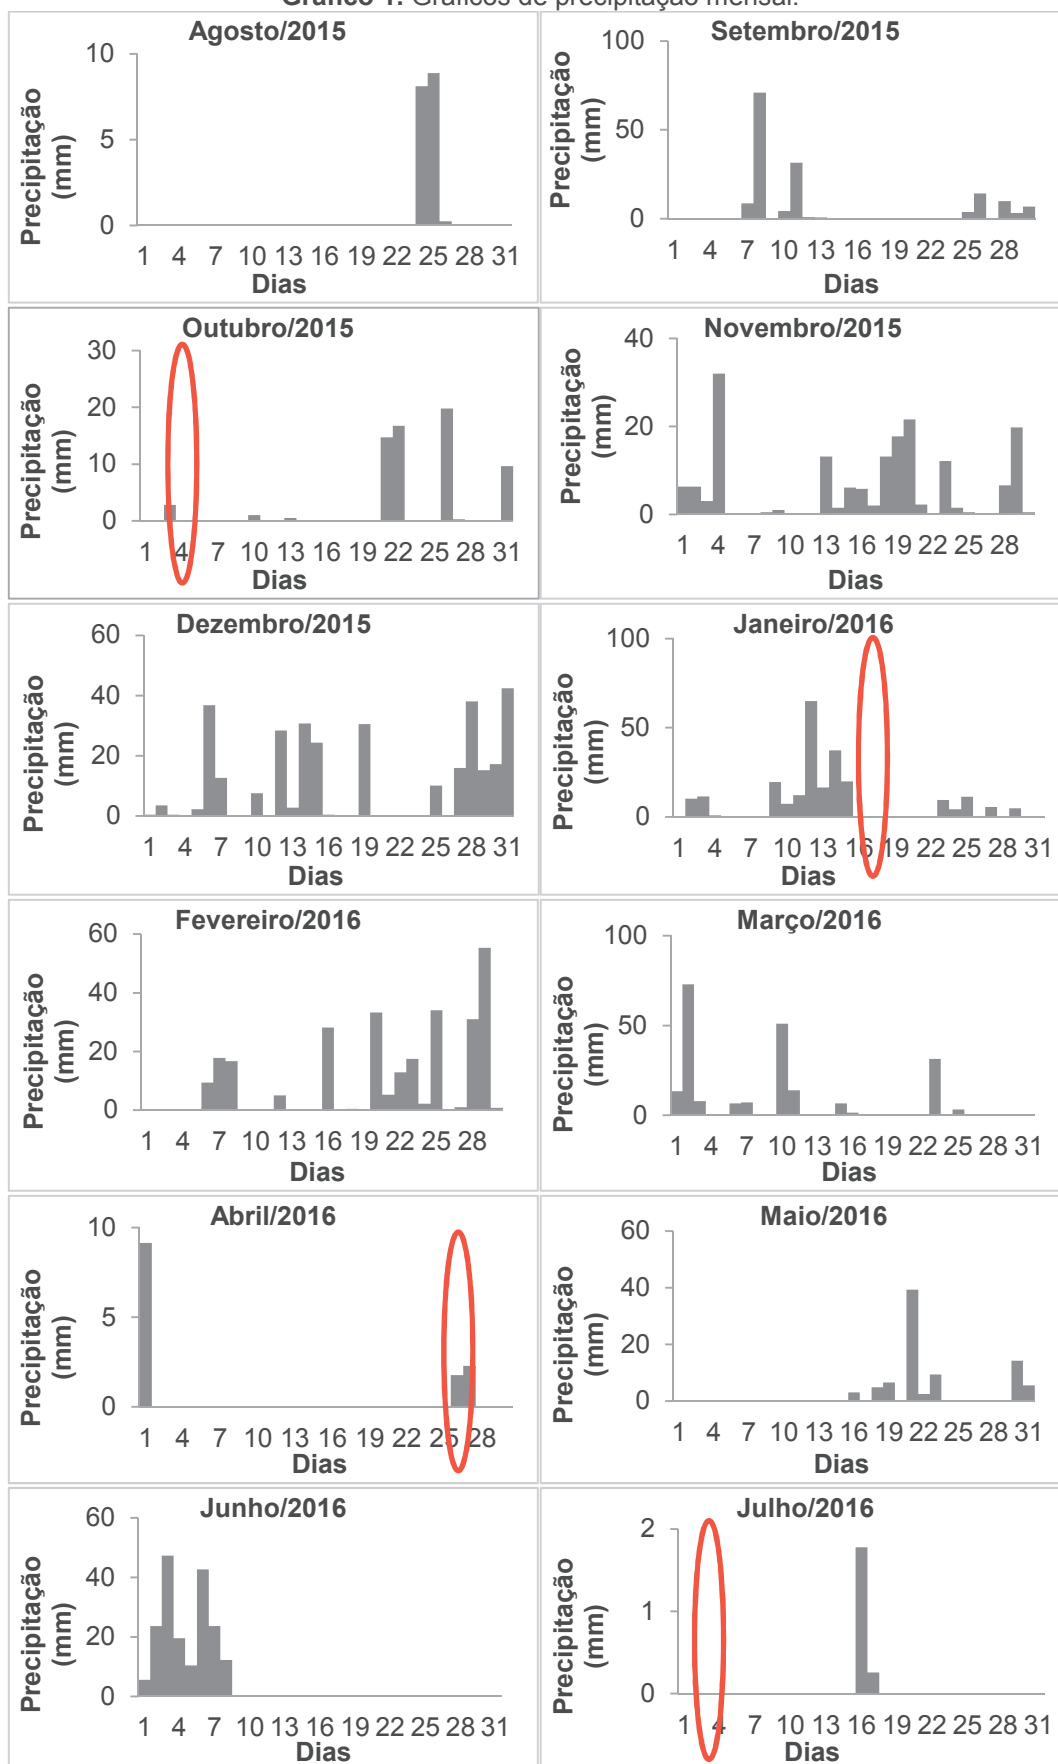 Gráfico 1. Gráficos de precipitação mensal.
Agosto/2015
Precipitação
(mm)
10
5
0
1 4 7 10 13 16 19 22 25 28 31
Dias
Setembro/2015
Precipitação
(mm)
100
50
0
1 4 7 10 13 16 19 22 25 28
Dias
Outubro/2015
Precipitação
(mm)
30
20
10
0
1 4 7 10 13 16 19 22 25 28 31
Dias
Novembro/2015
Precipitação
(mm)
40
20
0
1 4 7 10 13 16 19 22 25 28
Dias
Dezembro/2015
Precipitação
(mm)
60
40
20
0
1 4 7 10 13 16 19 22 25 28 31
Dias
Janeiro/2016
Precipitação
(mm)
100
50
0
1 4 7 10 13 16 19 22 25 28 31
Dias
Fevereiro/2016
Precipitação
(mm)
60
40
20
0
1 4 7 10 13 16 19 22 25 28
Dias
Março/2016
Precipitação
(mm)
100
50
0
1 4 7 10 13 16 19 22 25 28 31
Dias
Abril/2016
Precipitação
(mm)
10
5
0
1 4 7 10 13 16 19 22 25 28
Dias
Maio/2016
Precipitação
(mm)
60
40
20
0
1 4 7 10 13 16 19 22 25 28 31
Dias
Junho/2016
Precipitação
(mm)
60
40
20
0
1 4 7 10 13 16 19 22 25 28 31
Dias
Julho/2016
Precipitação
(mm)
2
1
0
1 4 7 10 13 16 19 22 25 28 31
Dias